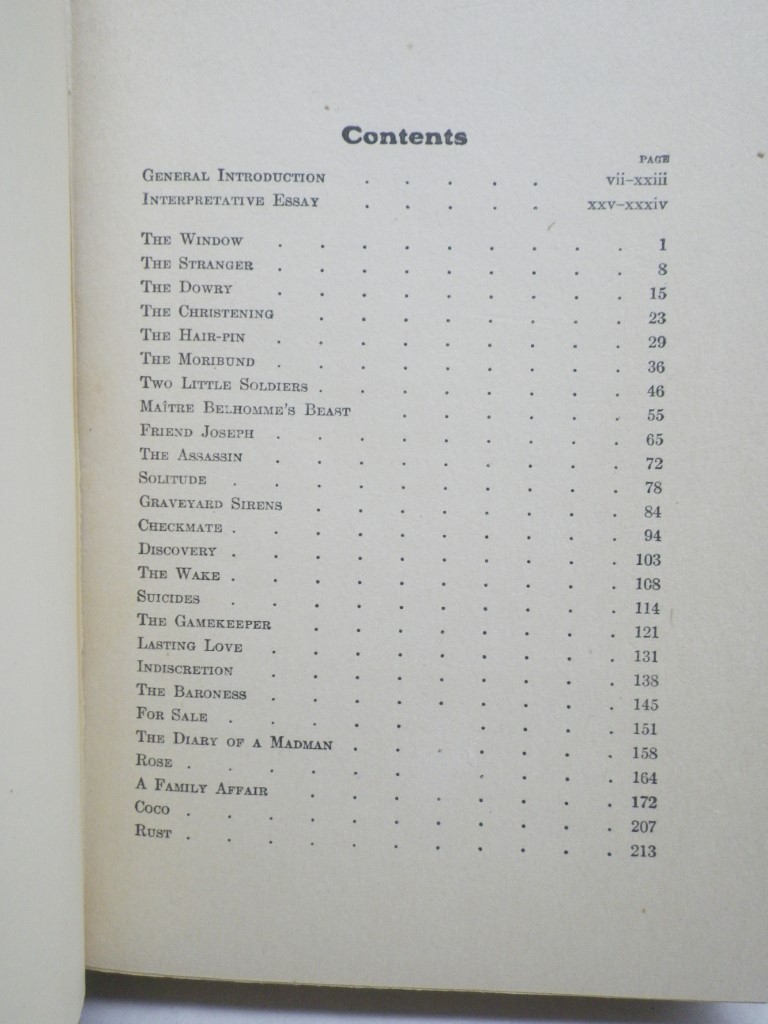 Contents
PAGE
General Introduction . . . . . vii–xxiii
Interpretative Essay . . . . . xxv–xxxiv
The Window . . . . . . . . . 1
The Stranger . . . . . . . . . 8
The Dowry . . . . . . . . . 15
The Christening . . . . . . . . 23
The Hair-pin . . . . . . . . . 29
The Moribund . . . . . . . . . 36
Two Little Soldiers . . . . . . . . 46
Maître Belhomme's Beast . . . . . . 55
Friend Joseph . . . . . . . . . 65
The Assassin . . . . . . . . . 72
Solitude . . . . . . . . . . 78
Graveyard Sirens . . . . . . . . 84
Checkmate . . . . . . . . . . 94
Discovery . . . . . . . . . . 103
The Wake . . . . . . . . . . 108
Suicides . . . . . . . . . . 114
The Gamekeeper . . . . . . . . 121
Lasting Love . . . . . . . . . 131
Indiscretion . . . . . . . . . 138
The Baroness . . . . . . . . . 145
For Sale . . . . . . . . . 151
The Diary of a Madman . . . . . . 158
Rose . . . . . . . . . . 164
A Family Affair . . . . . . . . 172
Coco . . . . . . . . . . . 207
Rust . . . . . . . . . . . 213